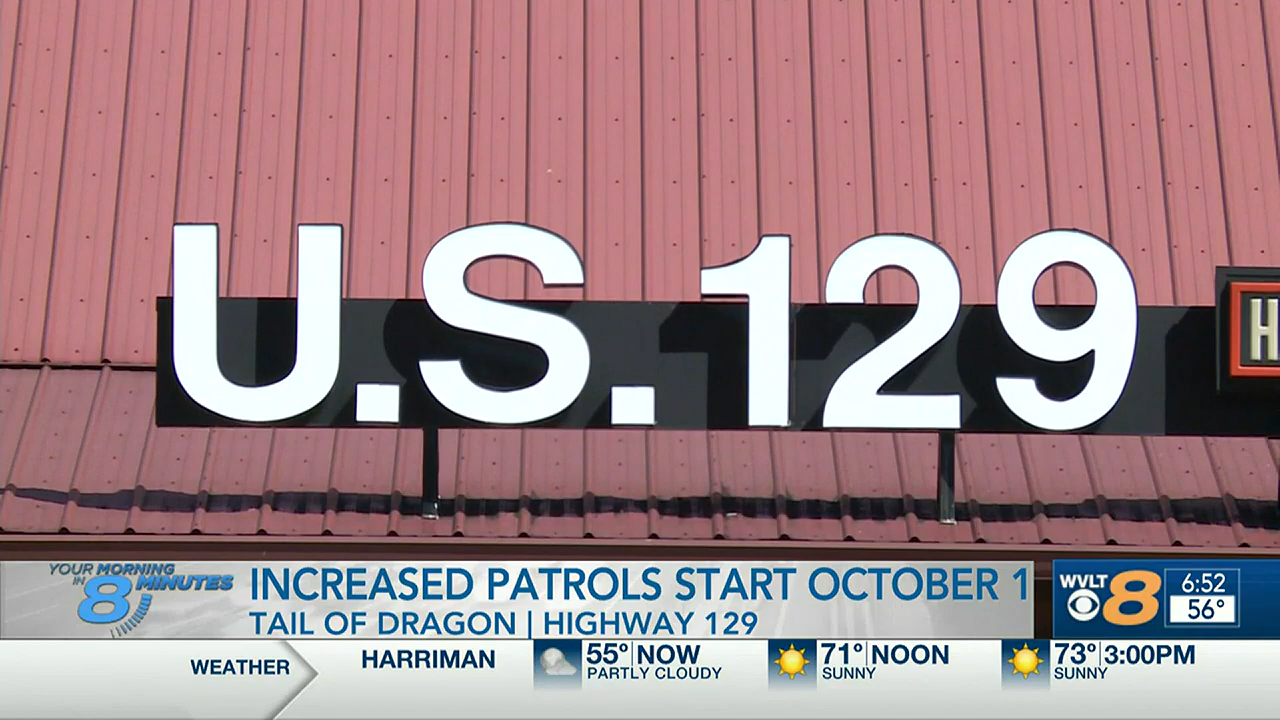 U.S.129
H
YOUR MORNING
IN 8 MINUTES
INCREASED PATROLS START OCTOBER 1
TAIL OF DRAGON | HIGHWAY 129
WVLT 8
6:52
56°
WEATHER
HARRIMAN
55° NOW
PARTLY CLOUDY
71° NOON
SUNNY
73° 3:00PM
SUNNY